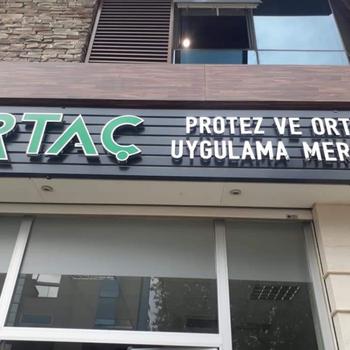 RTAÇ
PROTEZ VE ORT
UYGULAMA MER